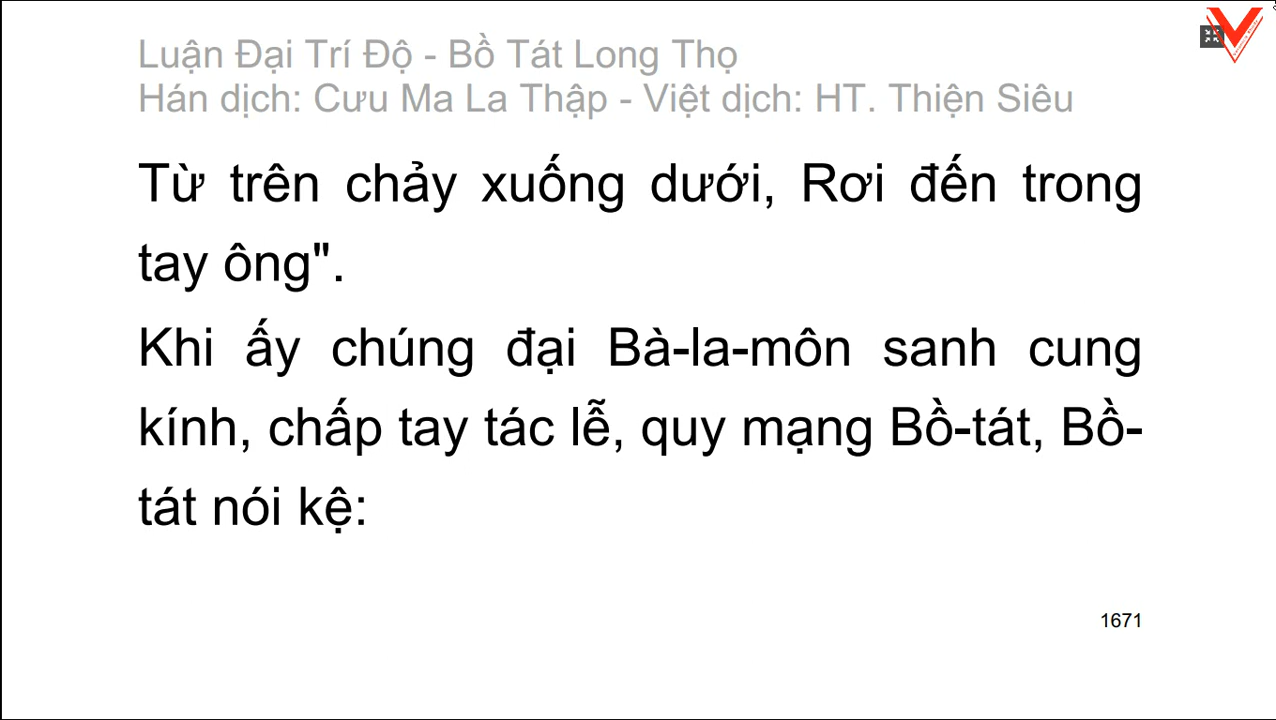 Luận Đại Trí Độ - Bồ Tát Long Thọ
Hán dịch: Cưu Ma La Thập - Việt dịch: HT. Thiện Siêu
Từ trên chảy xuống dưới, Rơi đến trong
tay ông".
Khi ấy chúng đại Bà-la-môn sanh cung
kính, chấp tay tác lễ, quy mạng Bồ-tát, Bồ-
tát nói kệ:
1671